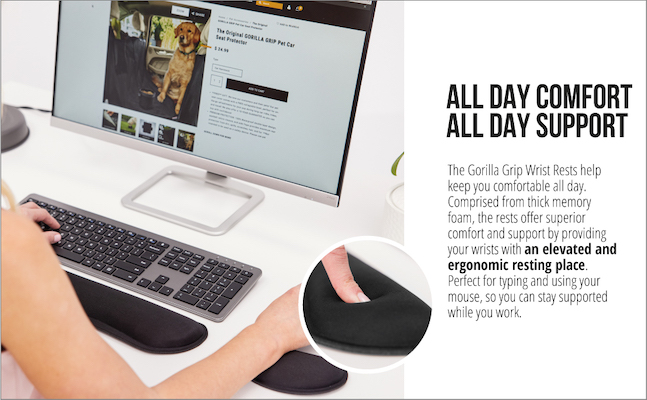 The Original GORILLA GRIP Pet Car
Seat Protector
$ 24.99
ADD TO CART
ALL DAY COMFORT
ALL DAY SUPPORT
The Gorilla Grip Wrist Rests help
keep you comfortable all day.
Comprised from thick memory
foam, the rests offer superior
comfort and support by providing
your wrists with an elevated and
ergonomic resting place.
Perfect for typing and using your
mouse, so you can stay supported
while you work.